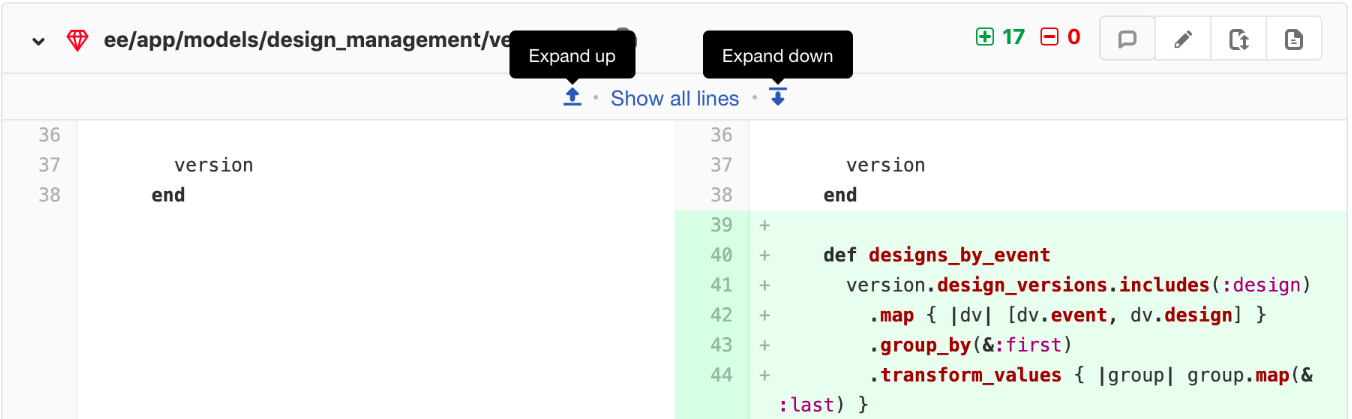 ee/app/models/design_management/ve
17 0
Expand up
Expand down
Show all lines
36 36
37 version 37 version
38 end 38 end
39 +
40 + def designs_by_event
41 + version.design_versions.includes(:design)
42 + .map { |dv| [dv.event, dv.design] }
43 + .group_by(&:first)
44 + .transform_values { |group| group.map(&
:last) }